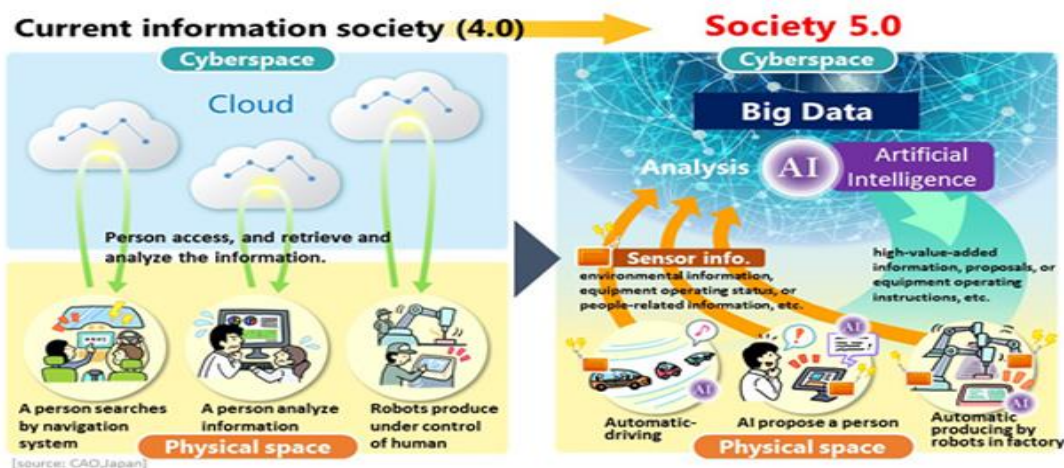 Current information society (4.0)
Society 5.0
Cyberspace
Cloud
Person access, and retrieve and
analyze the information.
A person searches
by navigation
system
A person analyze
information
Robots produce
under control
of human
Physical space
[source: CAO,Japan]
Cyberspace
Big Data
Analysis
AI
Artificial
Intelligence
Sensor info.
environmental information,
equipment operating status, or
people-related information, etc.
high-value-added
information, proposals, or
equipment operating
instructions, etc.
AI
AI
AI
Automatic-
driving
AI propose a person
Automatic
producing by
robots in factory
Physical space